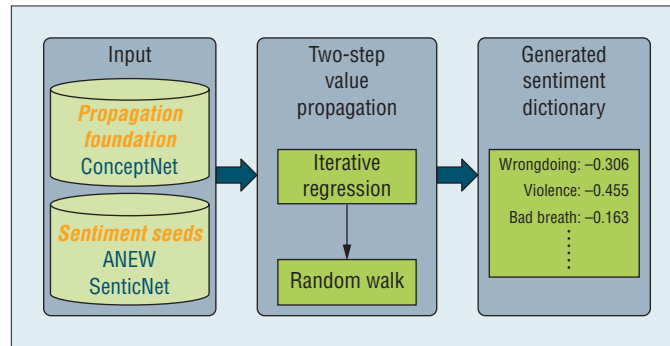 Input
Propagation
foundation
ConceptNet
Sentiment seeds
ANEW
SenticNet
Two-step
value
propagation
Iterative
regression
Random walk
Generated
sentiment
dictionary
Wrongdoing: –0.306
Violence: –0.455
Bad breath: –0.163